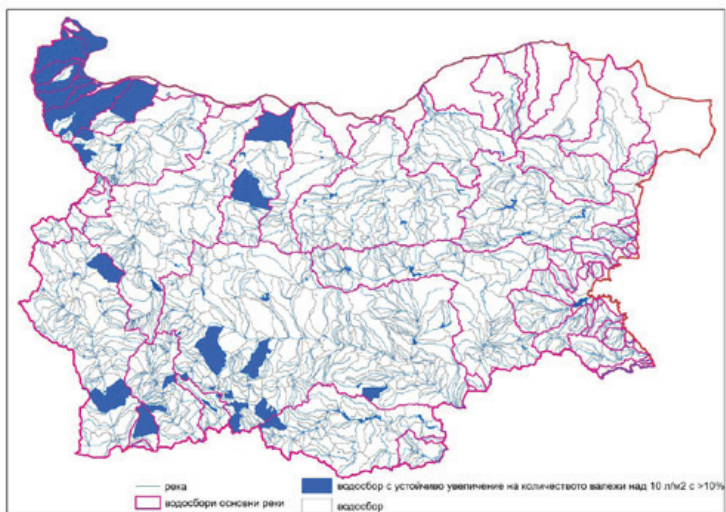 река
водосбори основни реки
водосбор с устойчиво увеличение на количеството валежи над 10 л/м2 с >10%
водосбор